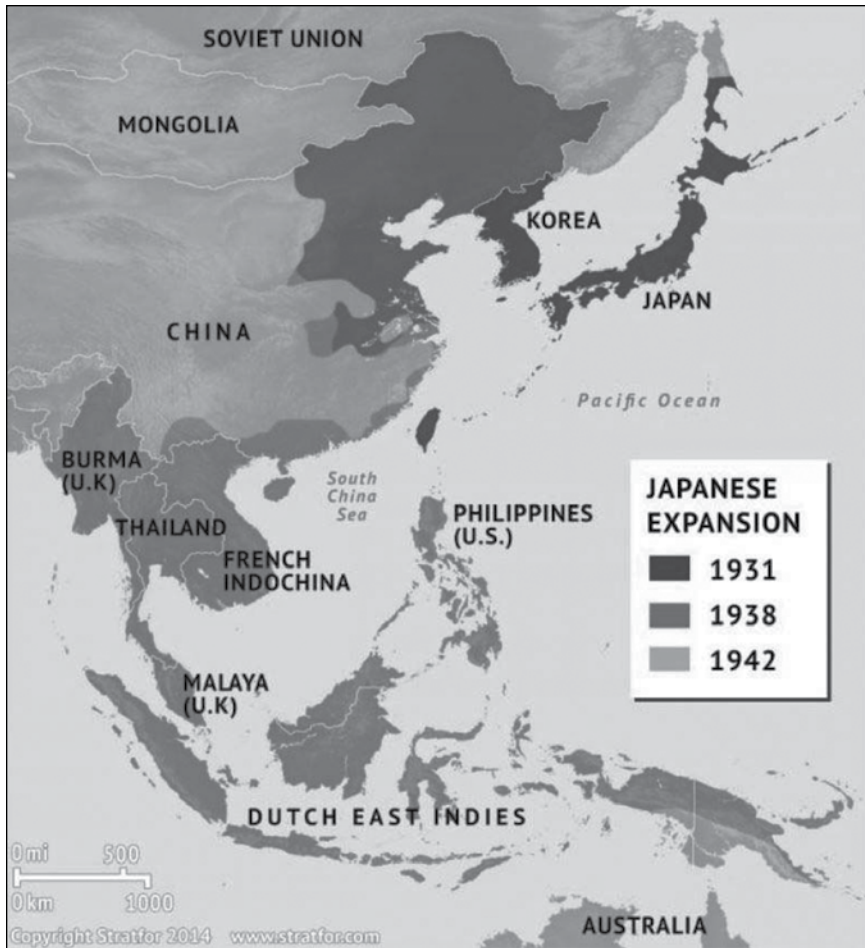 SOVIET UNION
MONGOLIA
KOREA
JAPAN
CHINA
Pacific Ocean
BURMA
(U.K)
South
China
Sea
THAILAND
PHILIPPINES
(U.S.)
FRENCH
INDOCHINA
JAPANESE
EXPANSION
1931
1938
1942
MALAYA
(U.K)
DUTCH EAST INDIES
0 mi 500
0 km 1000
AUSTRALIA
Copyright Stratfor 2014 www.stratfor.com